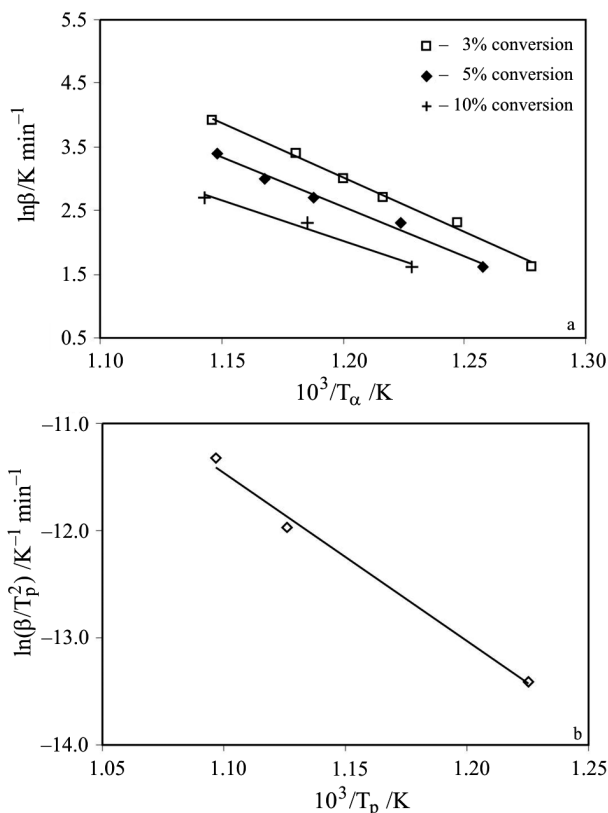 5.5
4.5
3.5
2.5
1.5
0.5
lnβ/K min⁻¹
□ – 3% conversion
◆ – 5% conversion
+ – 10% conversion
a
1.10 1.15 1.20 1.25 1.30
10³/Tα /K
–11.0
–12.0
–13.0
–14.0
ln(β/Tp²) /K⁻¹ min⁻¹
b
1.05 1.10 1.15 1.20 1.25
10³/Tp /K